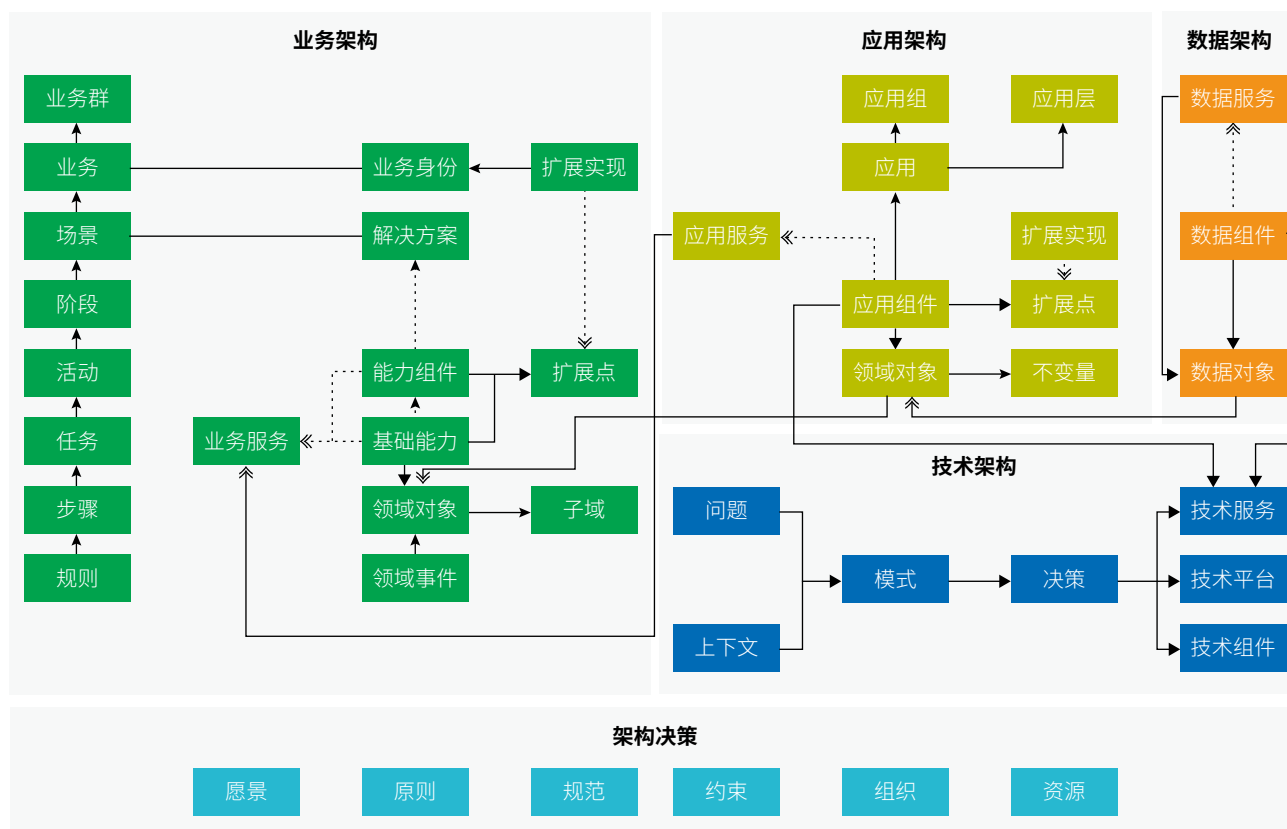 业务架构
业务群
业务
业务身份
扩展实现
场景
解决方案
阶段
活动
能力组件
扩展点
任务
业务服务
基础能力
步骤
领域对象
子域
规则
领域事件
应用架构
应用组
应用层
应用
应用服务
扩展实现
应用组件
扩展点
领域对象
不变量
数据架构
数据服务
数据组件
数据对象
技术架构
问题
技术服务
模式
决策
技术平台
上下文
技术组件
架构决策
愿景
原则
规范
约束
组织
资源